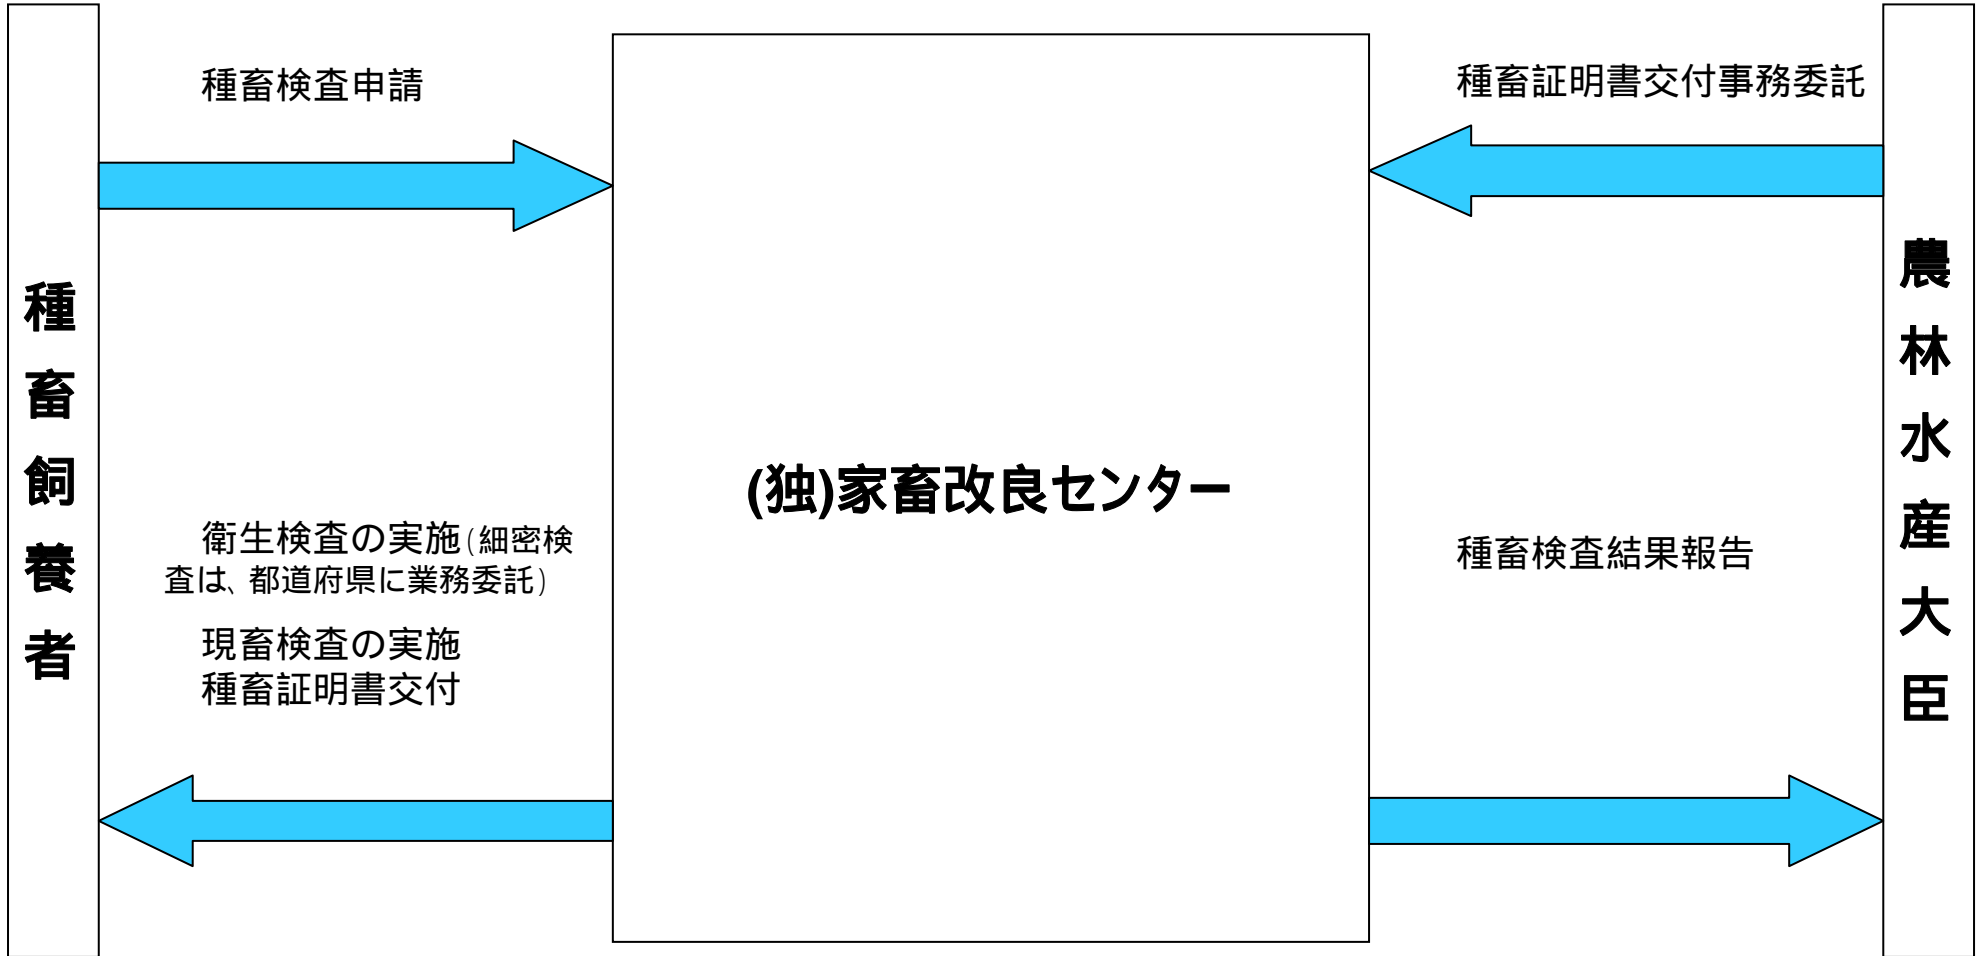 種畜飼養者
種畜検査申請
衛生検査の実施(細密検
査は、都道府県に業務委託)
現畜検査の実施
種畜証明書交付
(独)家畜改良センター
種畜証明書交付事務委託
種畜検査結果報告
農林水産大臣